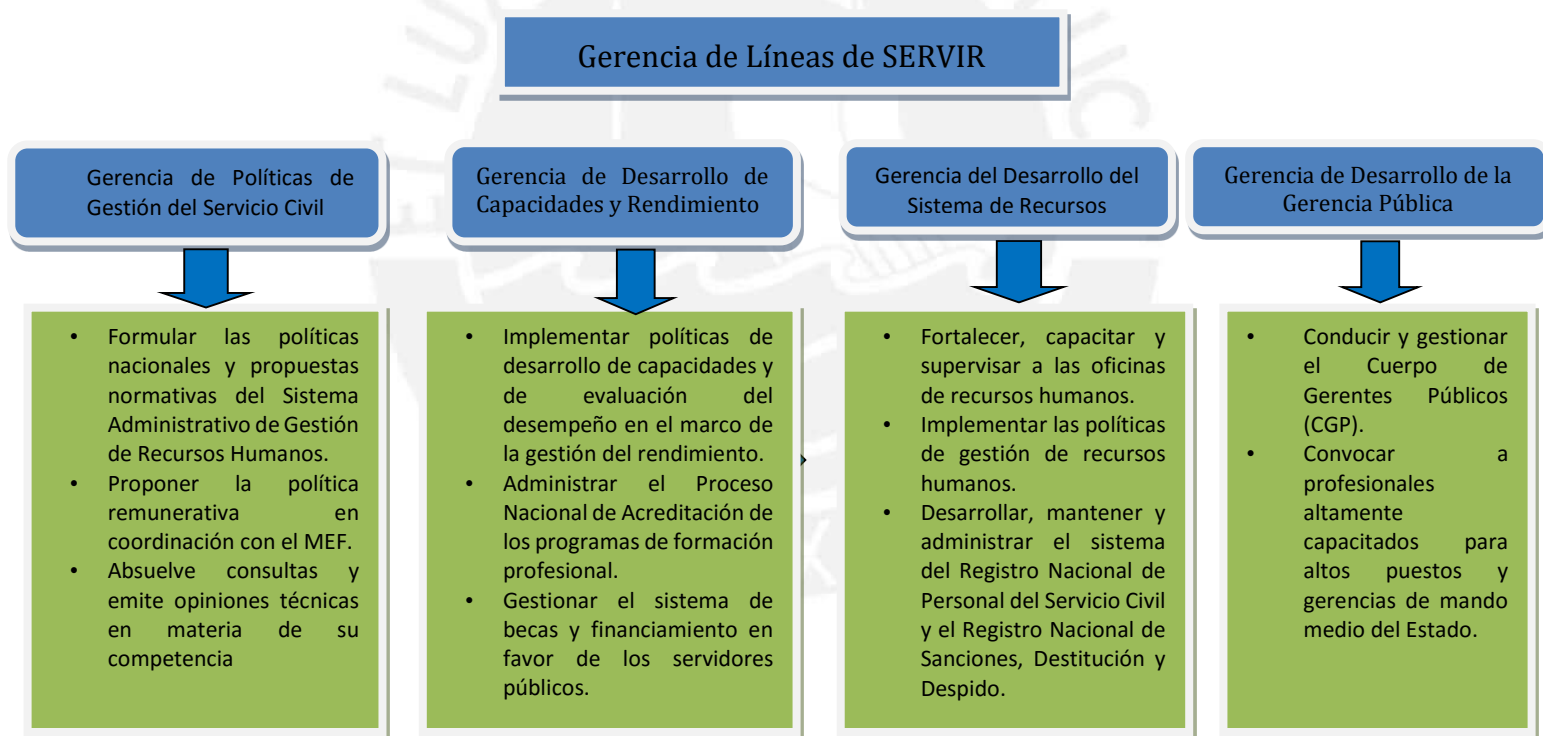 Gerencia de Líneas de SERVIR
Gerencia de Políticas de
Gestión del Servicio Civil
• Formular las políticas
nacionales y propuestas
normativas del Sistema
Administrativo de Gestión
de Recursos Humanos.
• Proponer la política
remunerativa en
coordinación con el MEF.
• Absuelve consultas y
emite opiniones técnicas
en materia de su
competencia
Gerencia de Desarrollo de
Capacidades y Rendimiento
• Implementar políticas de
desarrollo de capacidades y
de evaluación del
desempeño en el marco de
la gestión del rendimiento.
• Administrar el Proceso
Nacional de Acreditación de
los programas de formación
profesional.
• Gestionar el sistema de
becas y financiamiento en
favor de los servidores
públicos.
Gerencia del Desarrollo del
Sistema de Recursos
• Fortalecer, capacitar y
supervisar a las oficinas
de recursos humanos.
• Implementar las políticas
de gestión de recursos
humanos.
• Desarrollar, mantener y
administrar el sistema
del Registro Nacional de
Personal del Servicio Civil
y el Registro Nacional de
Sanciones, Destitución y
Despido.
Gerencia de Desarrollo de la
Gerencia Pública
• Conducir y gestionar
el Cuerpo de
Gerentes Públicos
(CGP).
• Convocar a
profesionales
altamente
capacitados para
altos puestos y
gerencias de mando
medio del Estado.